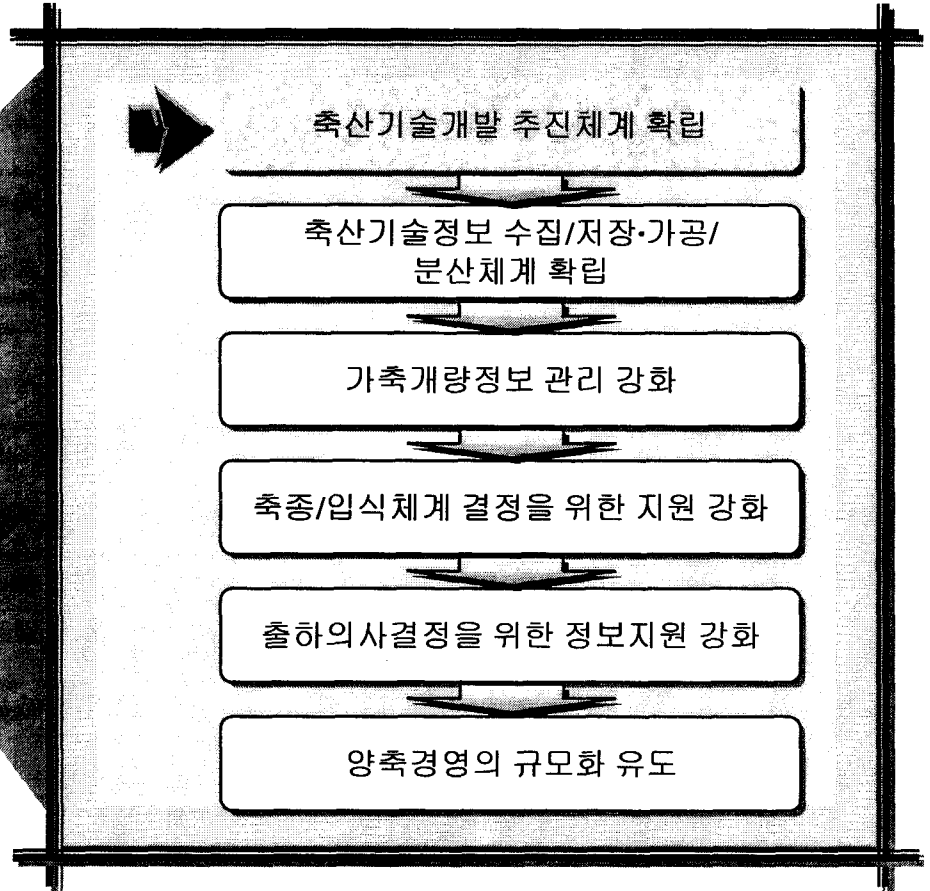 축산기술개발 추진체계 확립
축산기술정보 수집/저장•가공/
분산체계 확립
가축개량정보 관리 강화
축종/입식체계 결정을 위한 지원 강화
출하의사결정을 위한 정보지원 강화
양축경영의 규모화 유도